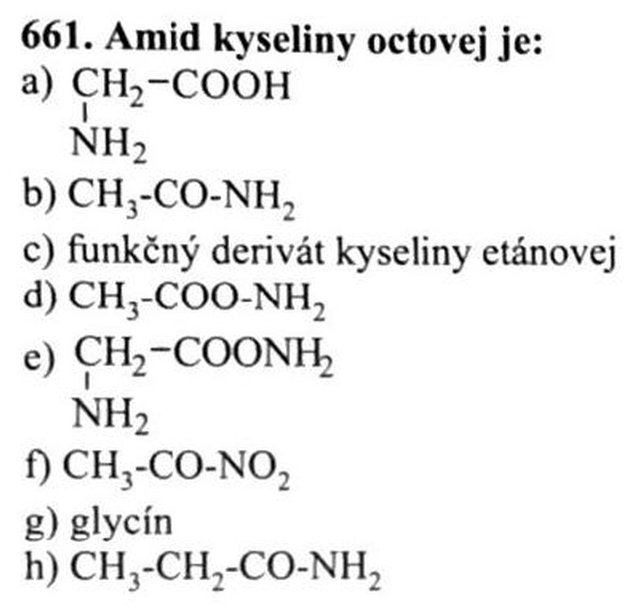 661. Amid kyseliny octovej je:
a) CH₂–COOH
NH₂
b) CH₃-CO-NH₂
c) funkčný derivát kyseliny etánovej
d) CH₃-COO-NH₂
e) CH₂–COONH₂
NH₂
f) CH₃-CO-NO₂
g) glycín
h) CH₃-CH₂-CO-NH₂